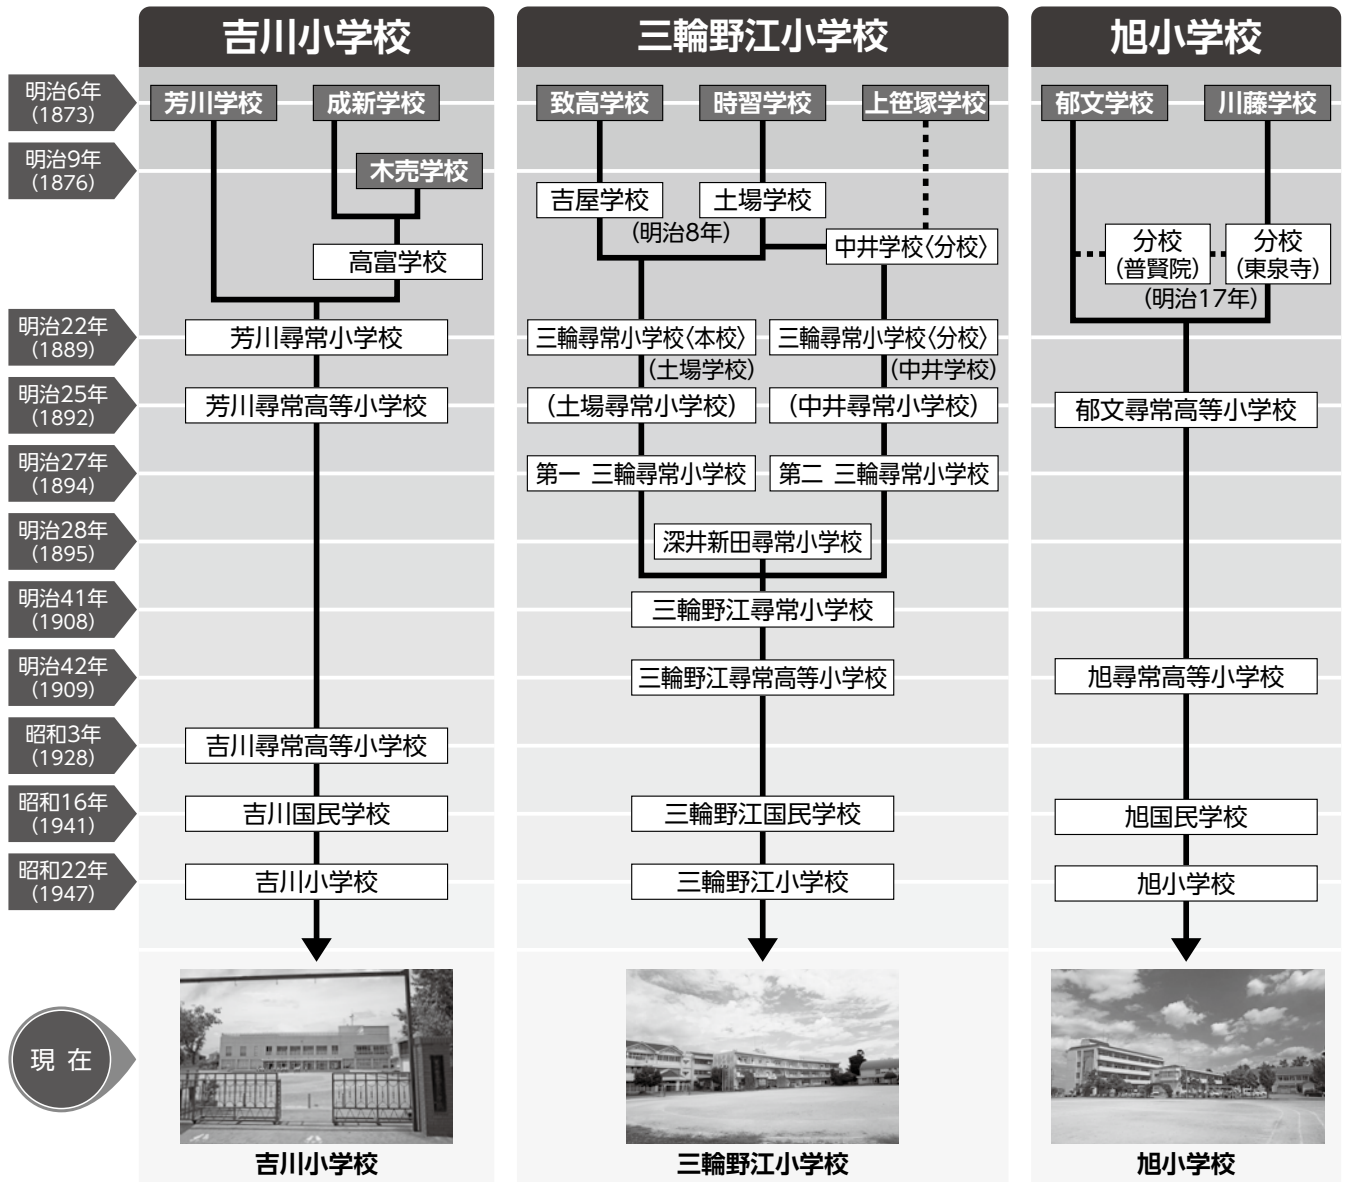 吉川小学校
三輪野江小学校
旭小学校
明治6年
(1873)
芳川学校
成新学校
致高学校
時習学校
上笹塚学校
郁文学校
川藤学校
明治9年
(1876)
木売学校
吉屋学校
土場学校
(明治8年)
高富学校
中井学校〈分校〉
分校
(普賢院)
分校
(東泉寺)
(明治17年)
明治22年
(1889)
芳川尋常小学校
三輪尋常小学校〈本校〉
(土場学校)
三輪尋常小学校〈分校〉
(中井学校)
明治25年
(1892)
芳川尋常高等小学校
(土場尋常小学校)
(中井尋常小学校)
郁文尋常高等小学校
明治27年
(1894)
第一 三輪尋常小学校
第二 三輪尋常小学校
明治28年
(1895)
深井新田尋常小学校
明治41年
(1908)
三輪野江尋常小学校
明治42年
(1909)
三輪野江尋常高等小学校
旭尋常高等小学校
昭和3年
(1928)
吉川尋常高等小学校
昭和16年
(1941)
吉川国民学校
三輪野江国民学校
旭国民学校
昭和22年
(1947)
吉川小学校
三輪野江小学校
旭小学校
現 在
吉川小学校
三輪野江小学校
旭小学校